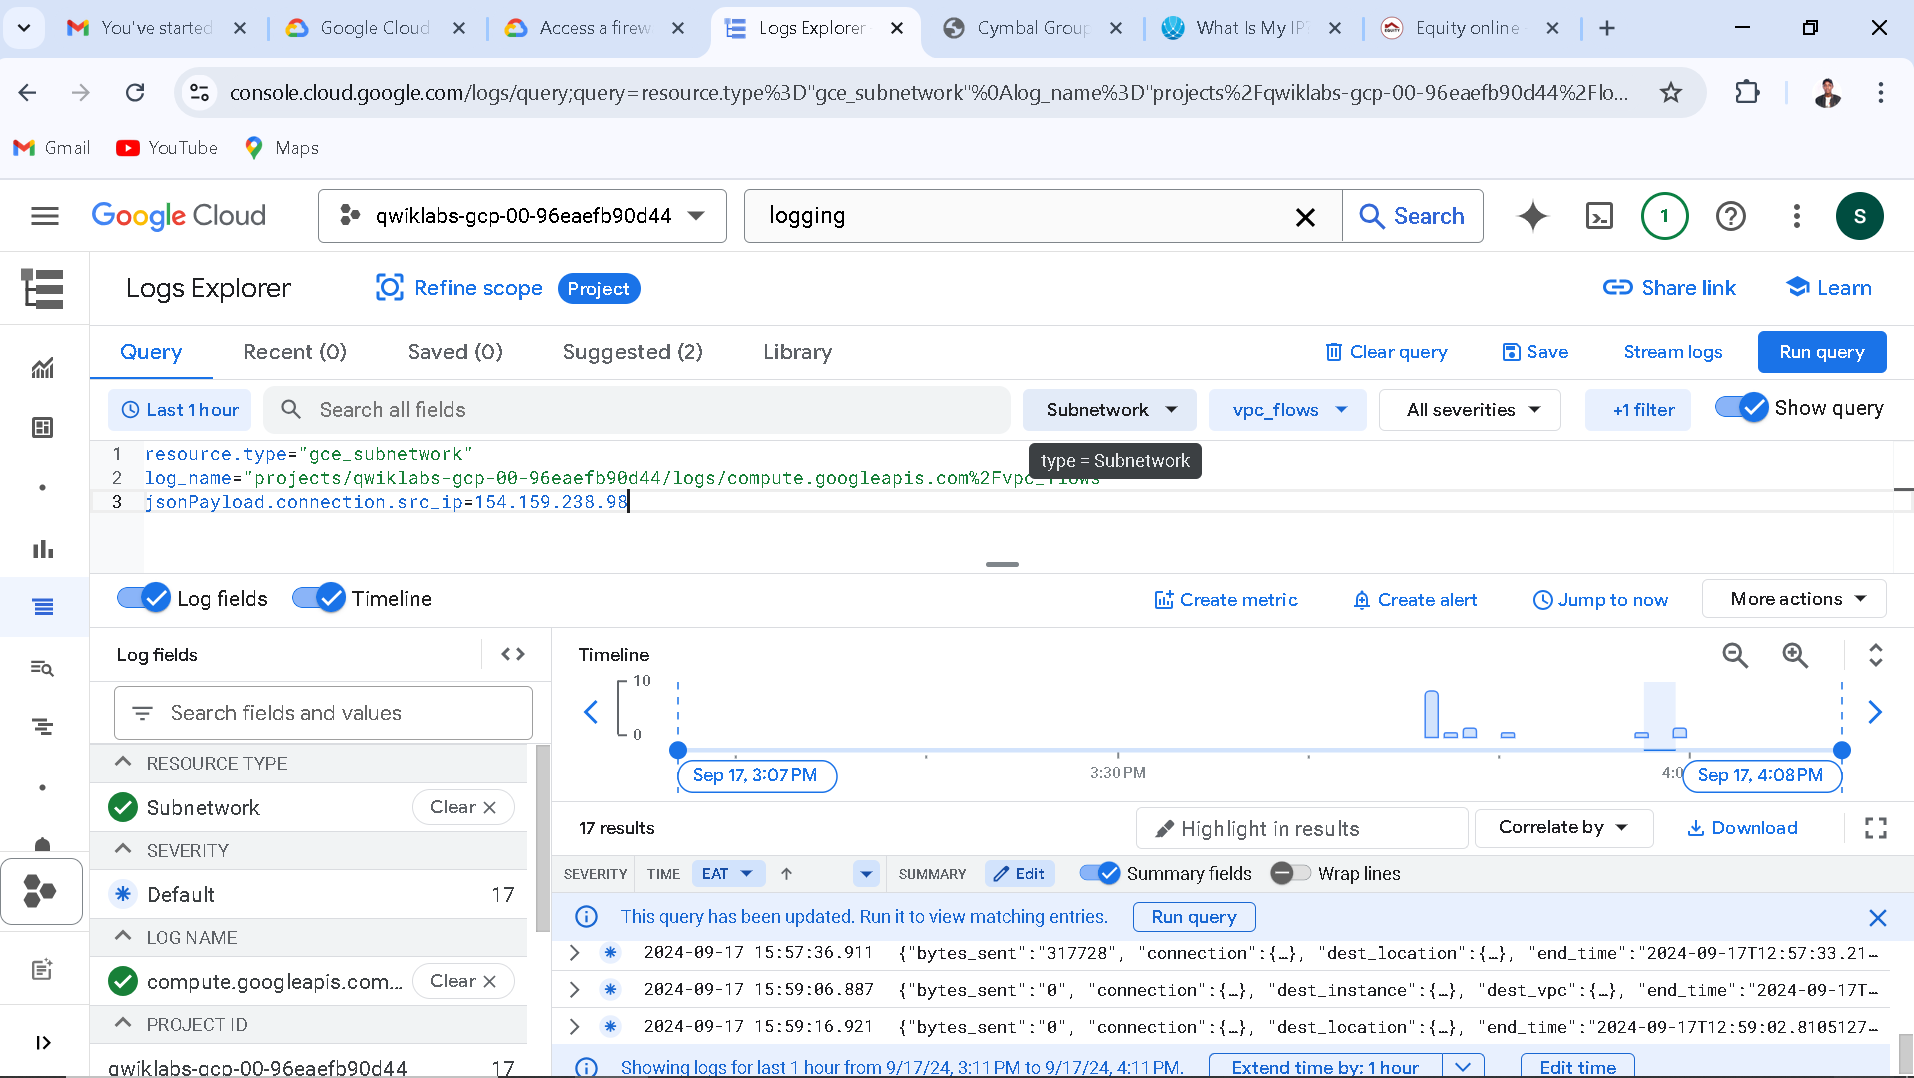 You've started
Google Cloud
Access a firew
Logs Explorer
Cymbal Group
What Is My IP?
Equity online
console.cloud.google.com/logs/query;query=resource.type%3D"gce_subnetwork"%0Alog_name%3D"projects%2Fqwiklabs-gcp-00-96eaefb90d44%2Flo...
Gmail
YouTube
Maps
Google Cloud
qwiklabs-gcp-00-96eaefb90d44
logging
Search
1
S
Logs Explorer
Refine scope
Project
Share link
Learn
Query
Recent (0)
Saved (0)
Suggested (2)
Library
Clear query
Save
Stream logs
Run query
Last 1 hour
Search all fields
Subnetwork
vpc_flows
All severities
+1 filter
Show query
1 resource.type="gce_subnetwork"
type = Subnetwork
2 log_name="projects/qwiklabs-gcp-00-96eaefb90d44/logs/compute.googleapis.com%2Fvpc_flows"
3 jsonPayload.connection.src_ip=154.159.238.98
Log fields
Timeline
Create metric
Create alert
Jump to now
More actions
Log fields
Search fields and values
RESOURCE TYPE
Subnetwork
Clear
SEVERITY
Default
17
LOG NAME
compute.googleapis.com...
Clear
PROJECT ID
qwiklabs-gcp-00-96eaefb90d44
17
Timeline
10
0
3:30 PM
4:0
Sep 17, 3:07 PM
Sep 17, 4:08 PM
17 results
Highlight in results
Correlate by
Download
SEVERITY
TIME
EAT
SUMMARY
Edit
Summary fields
Wrap lines
This query has been updated. Run it to view matching entries.
Run query
2024-09-17 15:57:36.911 {"bytes_sent":"317728", "connection":{…}, "dest_location":{…}, "end_time":"2024-09-17T12:57:33.21…
2024-09-17 15:59:06.887 {"bytes_sent":"0", "connection":{…}, "dest_instance":{…}, "dest_vpc":{…}, "end_time":"2024-09-17T…
2024-09-17 15:59:16.921 {"bytes_sent":"0", "connection":{…}, "dest_location":{…}, "end_time":"2024-09-17T12:59:02.8105127…
Showing logs for last 1 hour from 9/17/24, 3:11 PM to 9/17/24, 4:11 PM.
Extend time by: 1 hour
Edit time